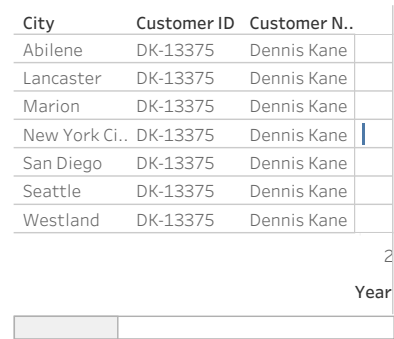 City Customer ID Customer N..
Abilene DK-13375 Dennis Kane
Lancaster DK-13375 Dennis Kane
Marion DK-13375 Dennis Kane
New York Ci.. DK-13375 Dennis Kane
San Diego DK-13375 Dennis Kane
Seattle DK-13375 Dennis Kane
Westland DK-13375 Dennis Kane
2
Year